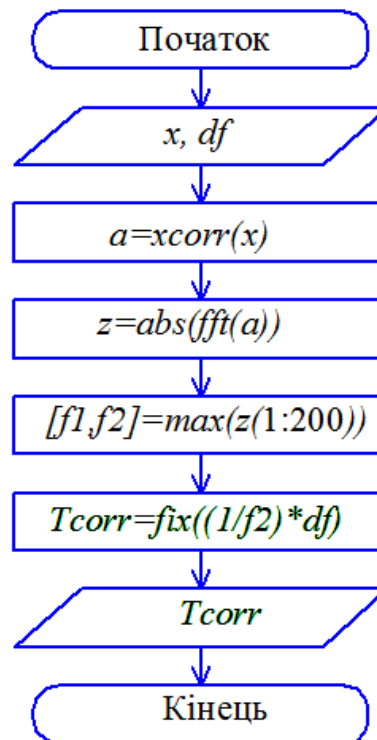 Початок
x, df
a=xcorr(x)
z=abs(fft(a))
[f1,f2]=max(z(1:200))
Tcorr=fix((1/f2)*df)
Tcorr
Кінець